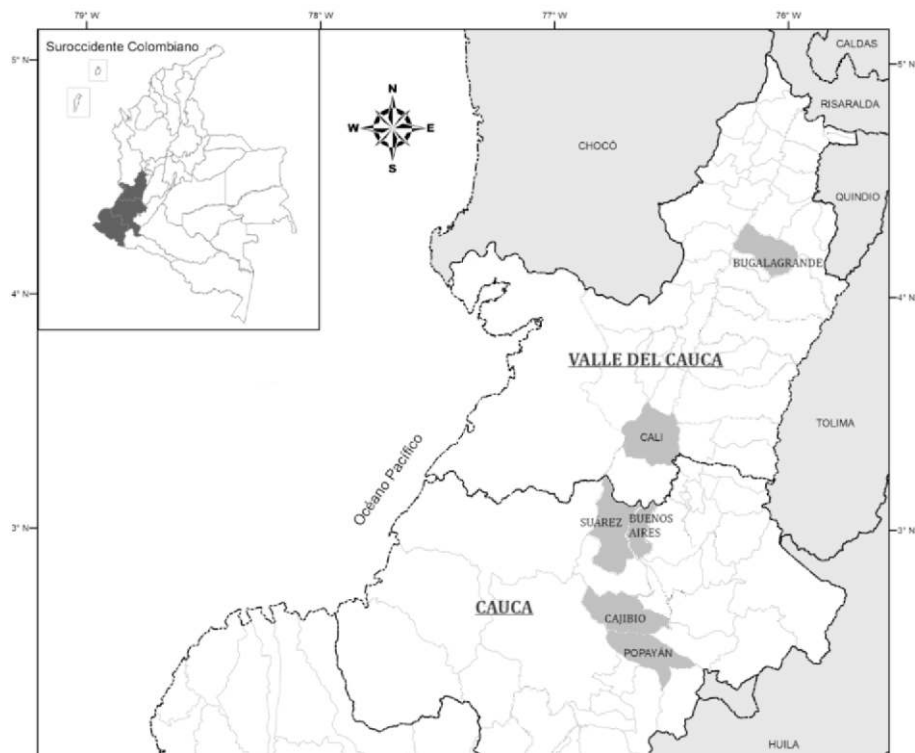 79° W
78° W
77° W
76° W
Suroccidente Colombiano
5° N
5° N
N
W
E
S
CALDAS
RISARALDA
CHOCÓ
QUINDIO
BUGALAGRANDE
4° N
4° N
VALLE DEL CAUCA
TOLIMA
CALI
Océano Pacífico
SUÁREZ
BUENOS
AIRES
3° N
3° N
CAUCA
CAJIBIO
POPAYÁN
HUILA